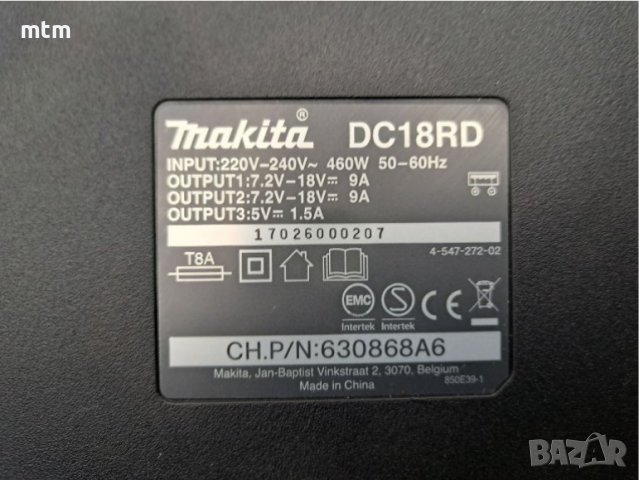 mtm
makita® DC18RD
INPUT:220V–240V~ 460W 50–60Hz
OUTPUT1:7.2V–18V⎓ 9A
OUTPUT2:7.2V–18V⎓ 9A
OUTPUT3:5V⎓ 1.5A
17026000207
4-547-272-02
T8A
EMC S CE
Intertek Intertek
CH.P/N:630868A6
Makita, Jan-Baptist Vinkstraat 2, 3070, Belgium
Made in China 850E39-1
BAZAR